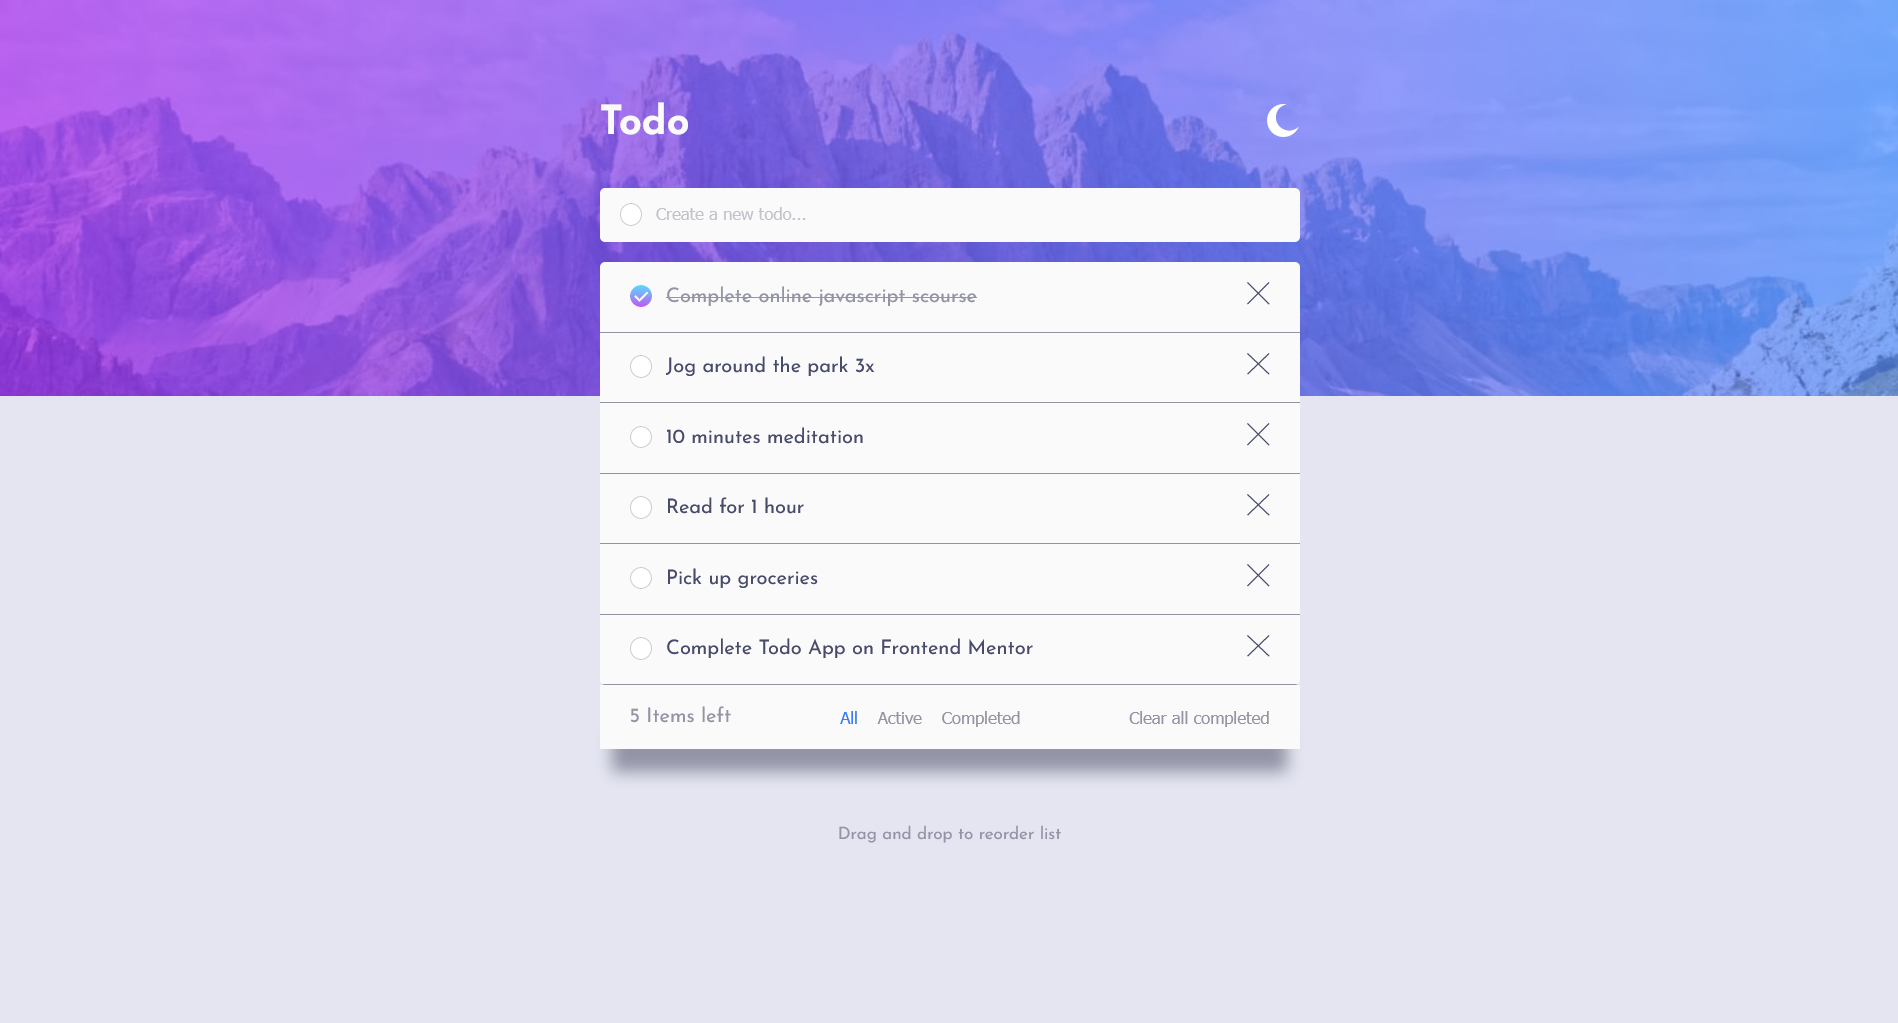 Todo
Create a new todo...
Complete online javascript scourse
Jog around the park 3x
10 minutes meditation
Read for 1 hour
Pick up groceries
Complete Todo App on Frontend Mentor
5 Items left All Active Completed Clear all completed
Drag and drop to reorder list